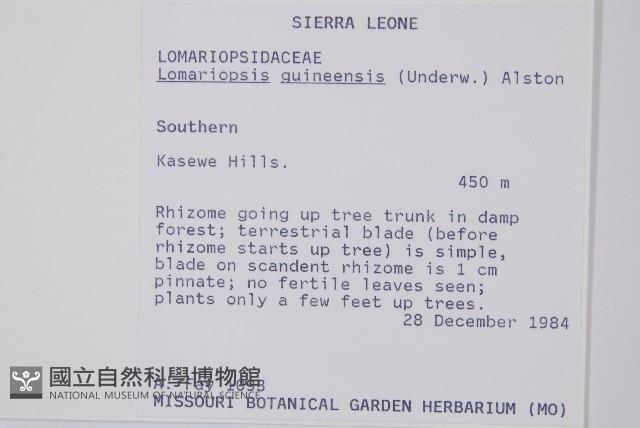 SIERRA LEONE
LOMARIOPSIDACEAE
Lomariopsis guineensis (Underw.) Alston
Southern
Kasewe Hills.
450 m
Rhizome going up tree trunk in damp
forest; terrestrial blade (before
rhizome starts up tree) is simple,
blade on scandent rhizome is 1 cm
pinnate; no fertile leaves seen;
plants only a few feet up trees.
28 December 1984
國立自然科學博物館
NATIONAL MUSEUM OF NATURAL SCIENCE
Fay 1093
MISSOURI BOTANICAL GARDEN HERBARIUM (MO)